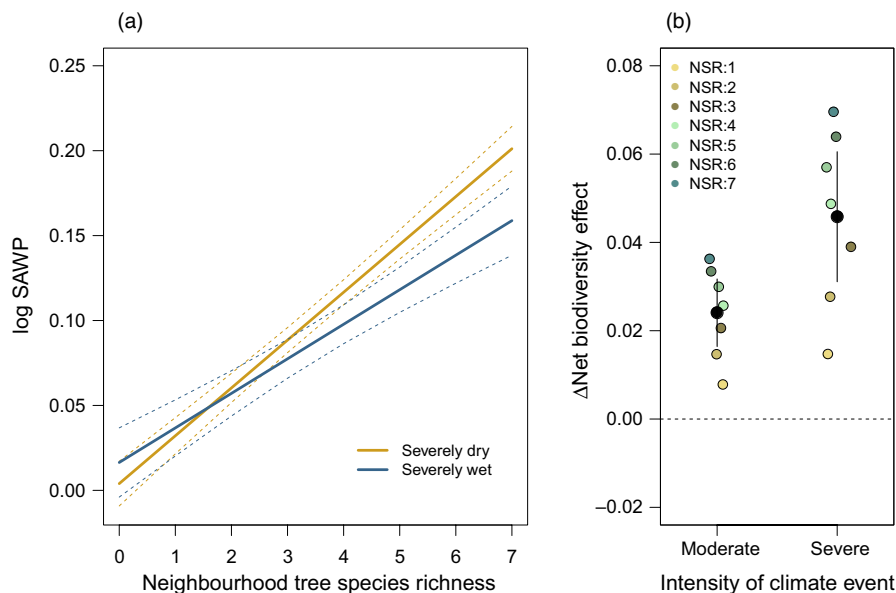 (a)
log SAWP
0.25
0.20
0.15
0.10
0.05
0.00
Severely dry
Severely wet
0 1 2 3 4 5 6 7
Neighbourhood tree species richness
(b)
ΔNet biodiversity effect
0.08
0.06
0.04
0.02
0.00
−0.02
NSR:1
NSR:2
NSR:3
NSR:4
NSR:5
NSR:6
NSR:7
Moderate Severe
Intensity of climate event